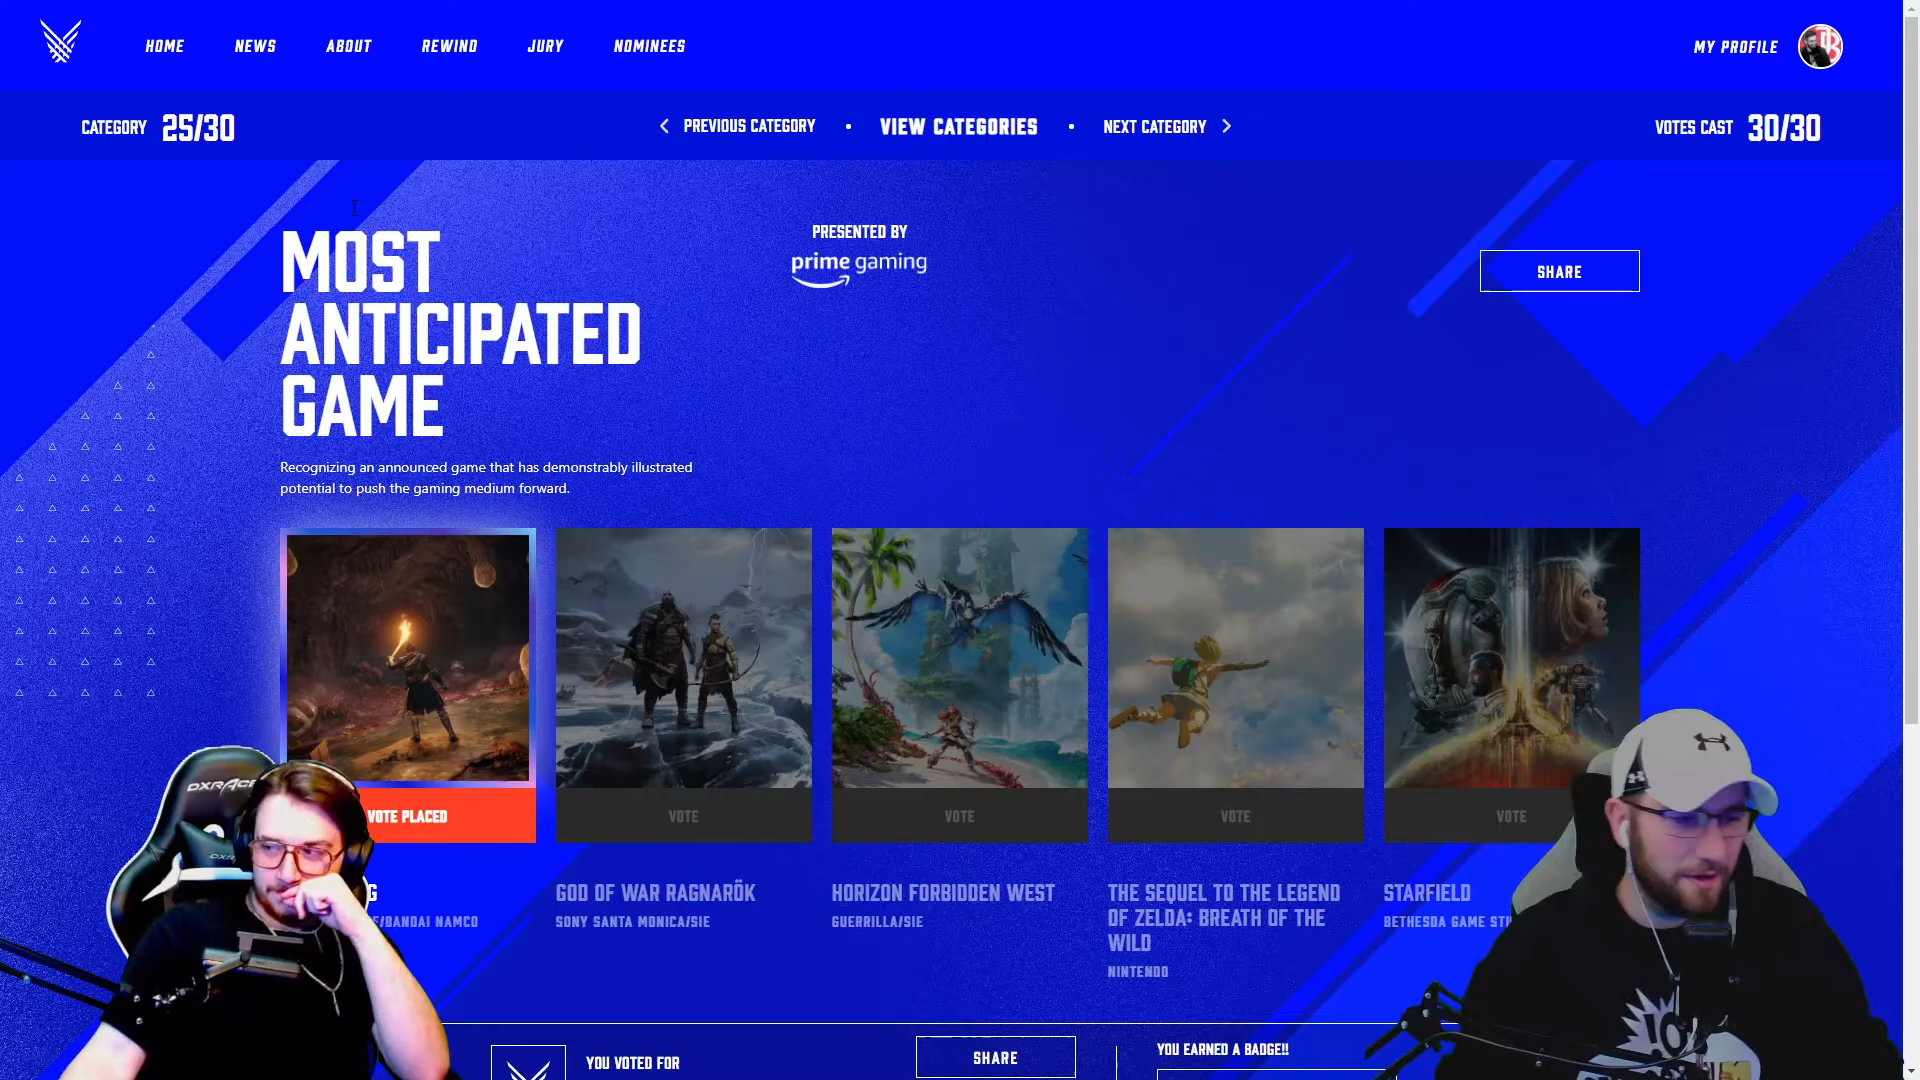 HOME
NEWS
ABOUT
REWIND
JURY
NOMINEES
MY PROFILE
CATEGORY 25/30
PREVIOUS CATEGORY • VIEW CATEGORIES • NEXT CATEGORY
VOTES CAST 30/30
MOST
ANTICIPATED
GAME
PRESENTED BY
prime gaming
SHARE
Recognizing an announced game that has demonstrably illustrated
potential to push the gaming medium forward.
VOTE PLACED
VOTE
VOTE
VOTE
VOTE
/BANDAI NAMCO
GOD OF WAR RAGNARÖK
SONY SANTA MONICA/SIE
HORIZON FORBIDDEN WEST
GUERRILLA/SIE
THE SEQUEL TO THE LEGEND
OF ZELDA: BREATH OF THE
WILD
NINTENDO
STARFIELD
BETHESDA GAME
YOU VOTED FOR
SHARE
YOU EARNED A BADGE!!